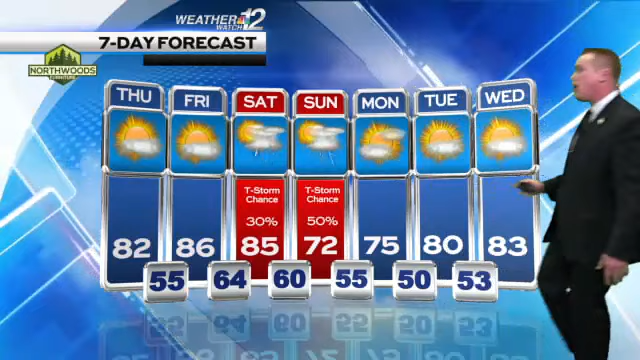 WEATHER 12
WATCH
7-DAY FORECAST
NORTHWOODS
FURNITURE
THU FRI SAT SUN MON TUE WED
T-Storm T-Storm
Chance Chance
30% 50%
82 86 85 72 75 80 83
55 64 60 55 50 53